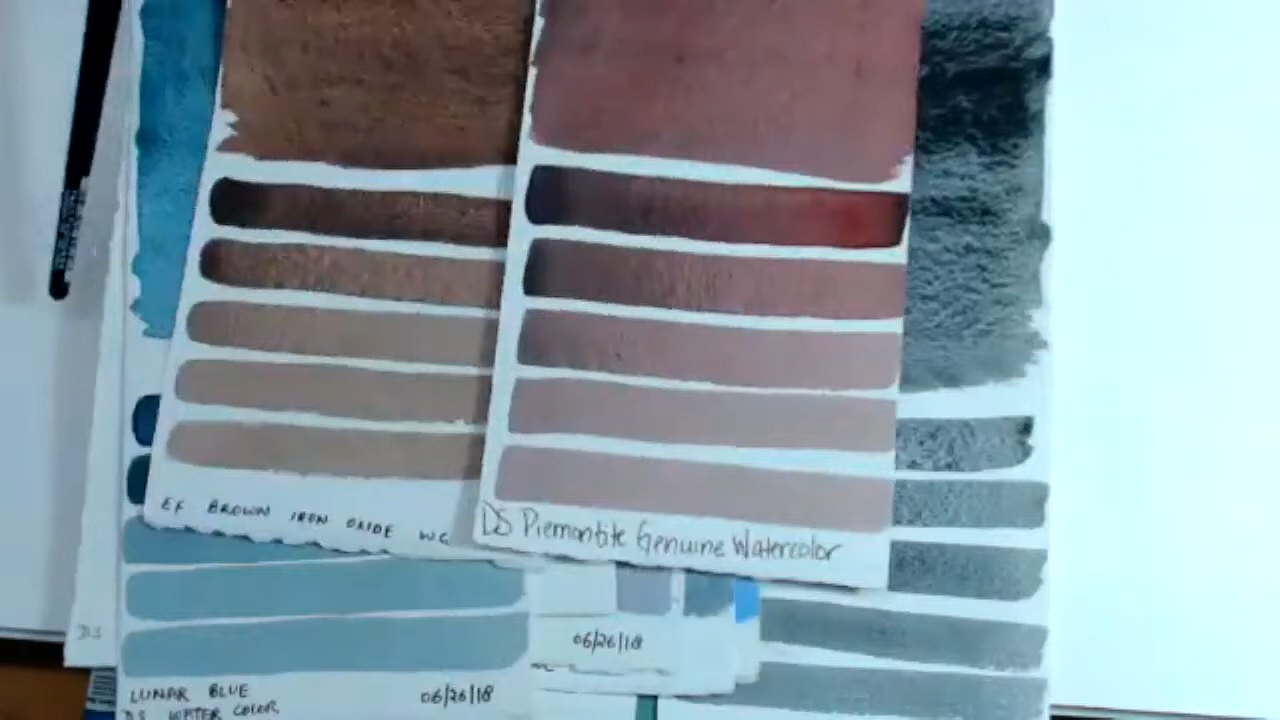 EF BROWN IRON OXIDE WC
DS Piemontite Genuine Watercolor
06/26/18
D.S
LUNAR BLUE
06/26/18
D.S WATER COLOR